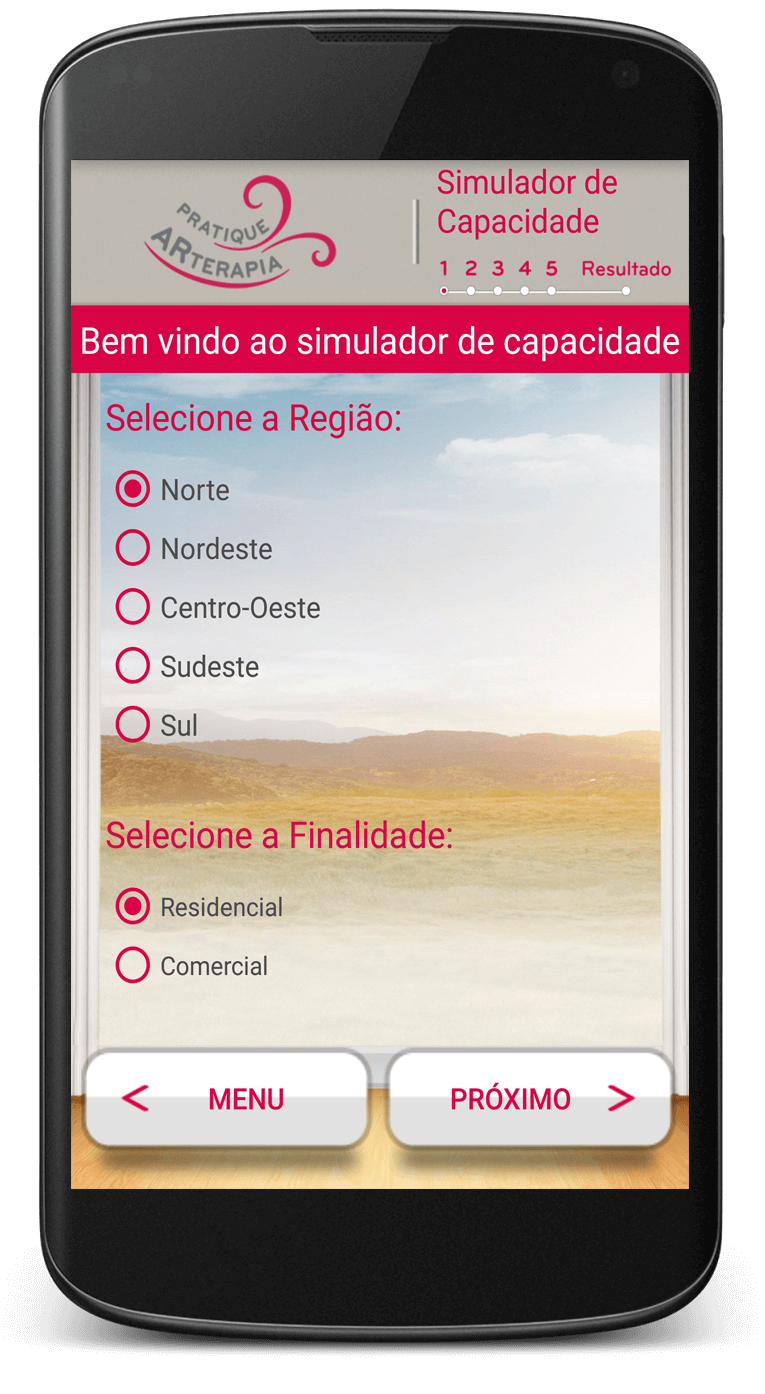 PRATIQUE
ARTERAPIA
Simulador de
Capacidade
1 2 3 4 5 Resultado
Bem vindo ao simulador de capacidade
Selecione a Região:
Norte
Nordeste
Centro-Oeste
Sudeste
Sul
Selecione a Finalidade:
Residencial
Comercial
< MENU
PRÓXIMO >